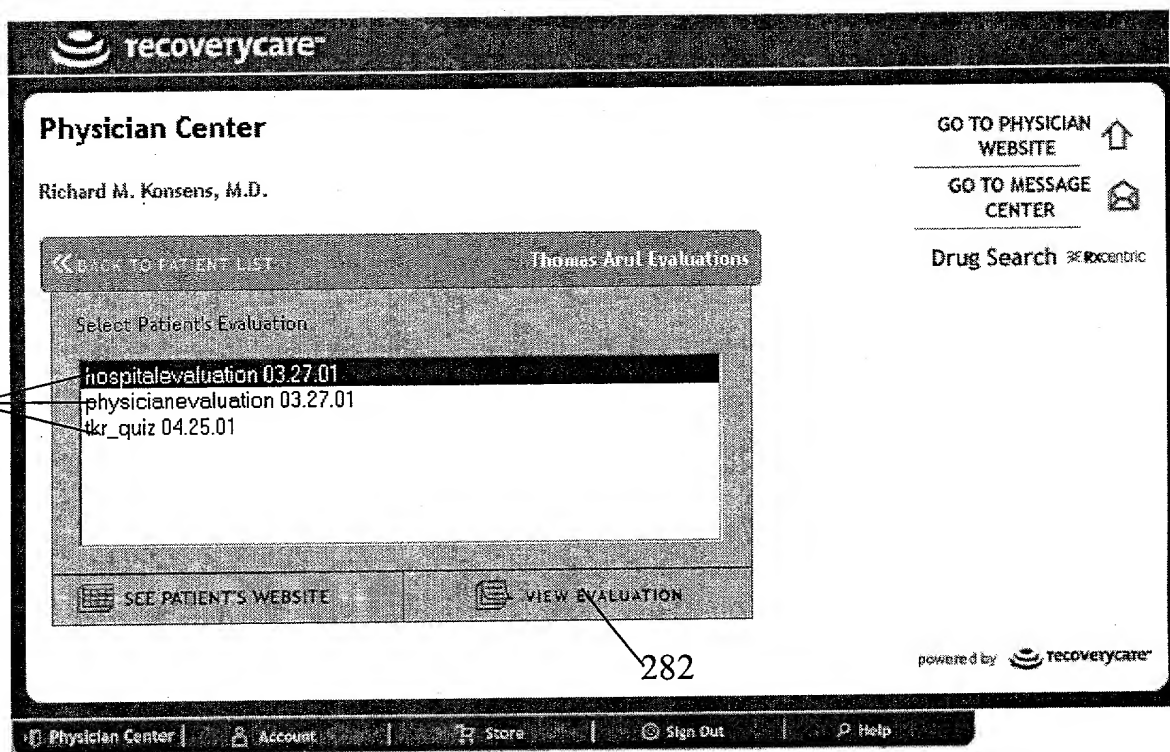 recoverycare™
Physician Center
Richard M. Konsens, M.D.
GO TO PHYSICIAN
WEBSITE
GO TO MESSAGE
CENTER
Drug Search Rxcentric
BACK TO PATIENT LIST
Thomas Arul Evaluations
Select Patient's Evaluation
hospitalevaluation 03.27.01
physicianevaluation 03.27.01
tkr_quiz 04.25.01
SEE PATIENT'S WEBSITE
VIEW EVALUATION
282
powered by recoverycare™
Physician Center | Account | Store | Sign Out | Help